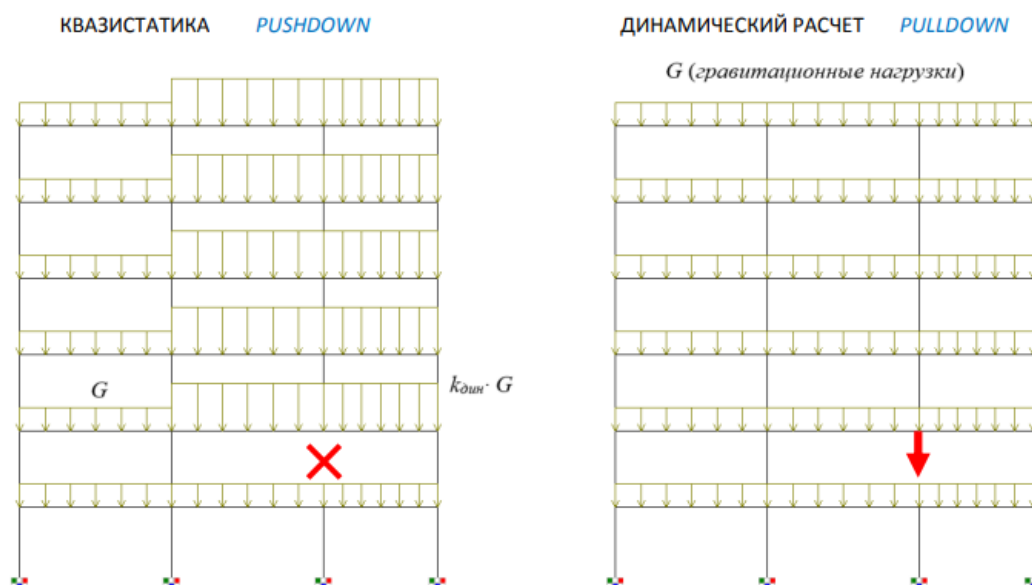 КВАЗИСТАТИКА PUSHDOWN
ДИНАМИЧЕСКИЙ РАСЧЕТ PULLDOWN
G (гравитационные нагрузки)
G
kдин· G